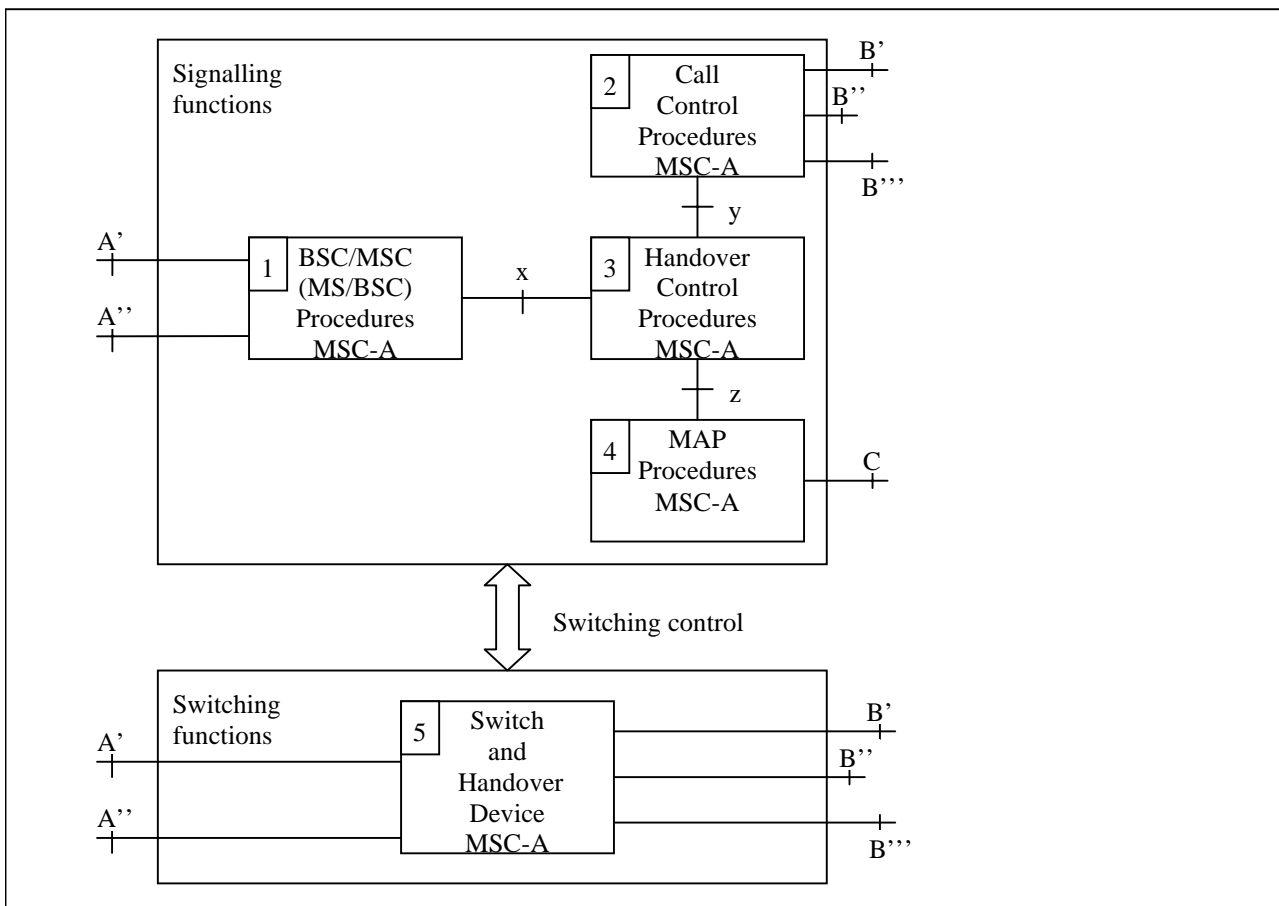 Signalling
functions
2
Call
Control
Procedures
MSC-A
B’
B’’
B’’’
y
A’
A’’
1
BSC/MSC
(MS/BSC)
Procedures
MSC-A
x
3
Handover
Control
Procedures
MSC-A
z
4
MAP
Procedures
MSC-A
C
Switching control
Switching
functions
A’
A’’
5
Switch
and
Handover
Device
MSC-A
B’
B’’
B’’’